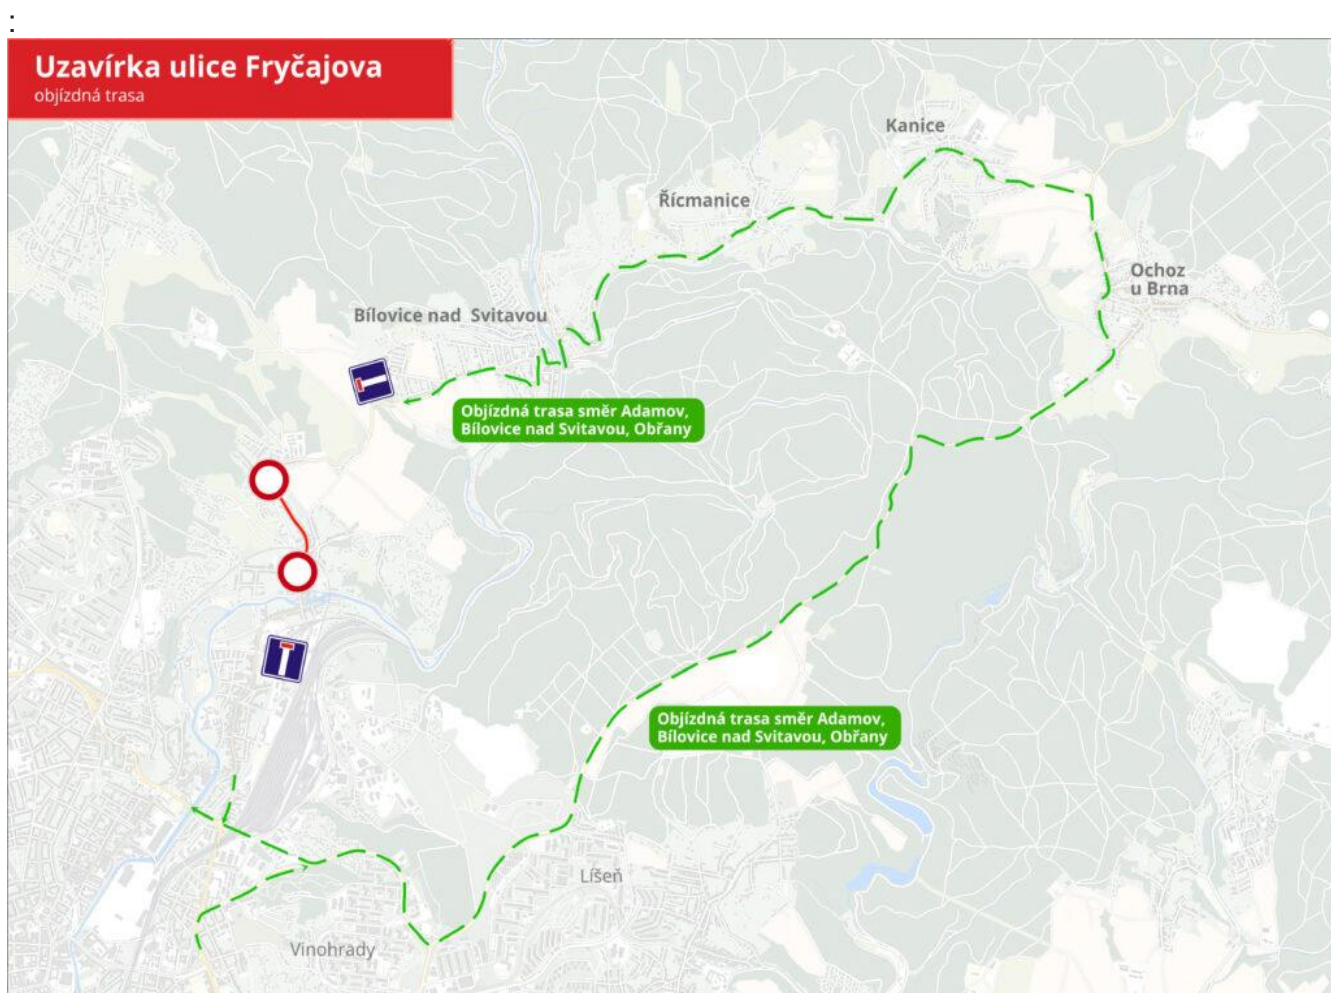 :
Uzavírka ulice Fryčajova
objízdná trasa
Kanice
Řícmanice
Ochoz
u Brna
Bílovice nad Svitavou
Objízdná trasa směr Adamov,
Bílovice nad Svitavou, Obřany
Objízdná trasa směr Adamov,
Bílovice nad Svitavou, Obřany
Líšeň
Vinohrady